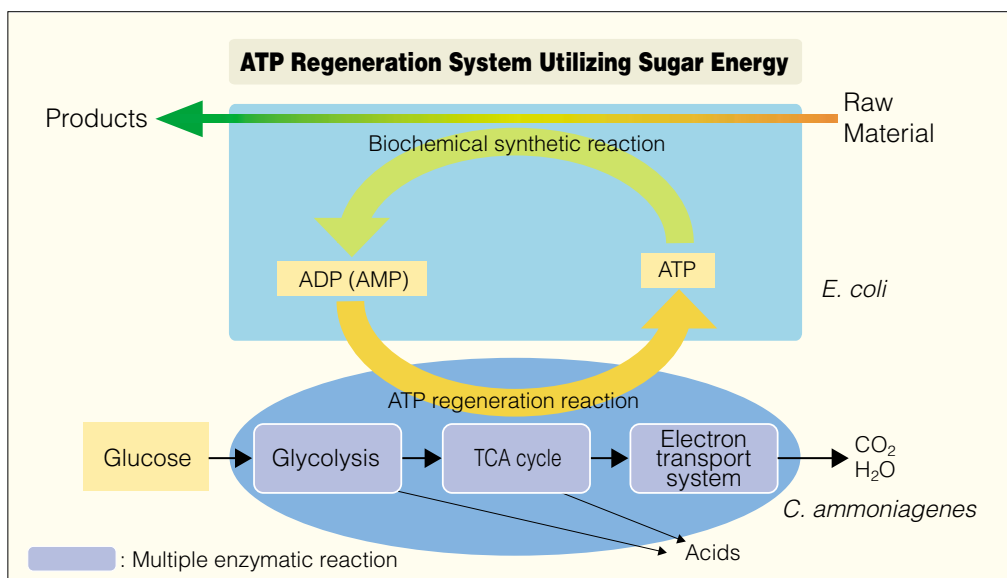 ATP Regeneration System Utilizing Sugar Energy
Products
Raw
Material
Biochemical synthetic reaction
ADP (AMP)
ATP
E. coli
ATP regeneration reaction
Glucose
Glycolysis
TCA cycle
Electron
transport
system
CO₂
H₂O
C. ammoniagenes
Acids
: Multiple enzymatic reaction